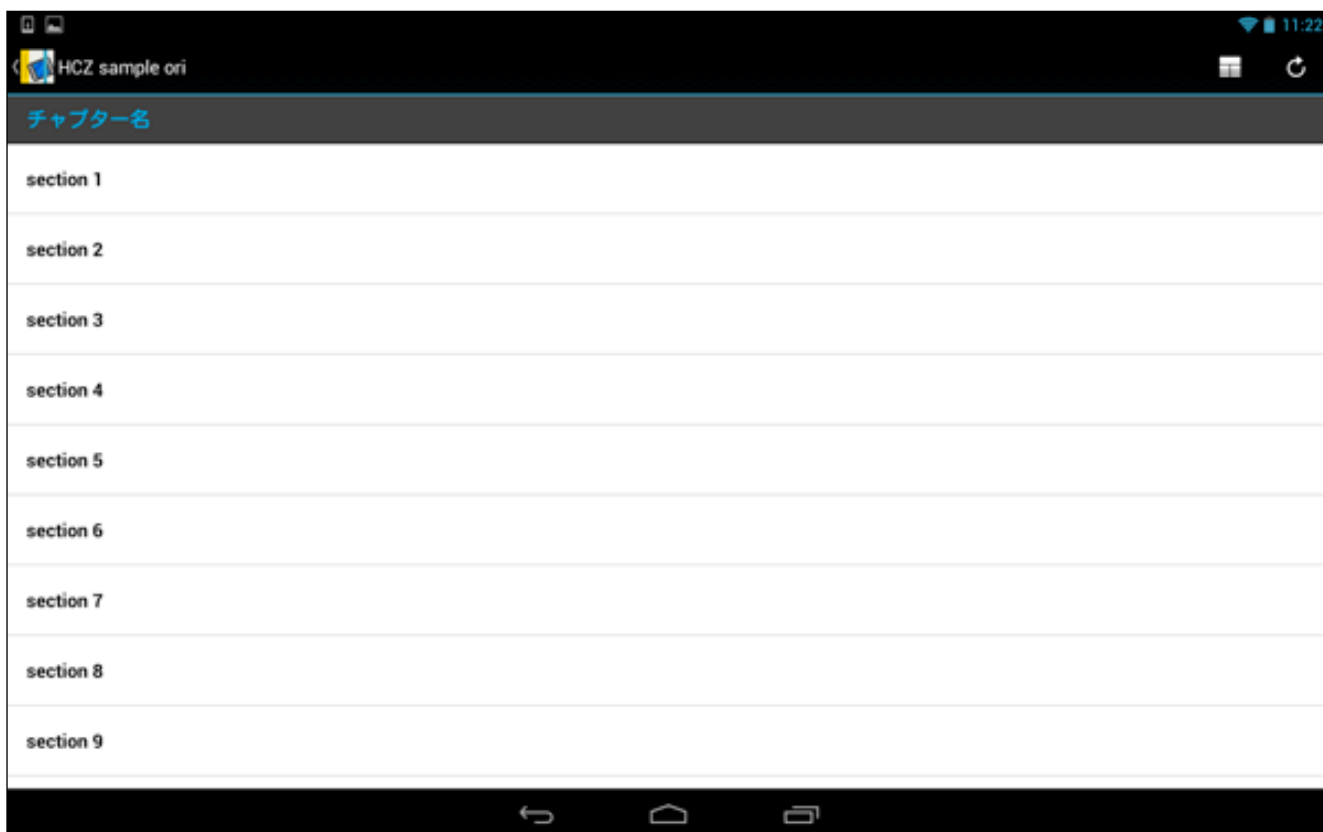 11:22
HCZ sample ori
チャプター名
section 1
section 2
section 3
section 4
section 5
section 6
section 7
section 8
section 9